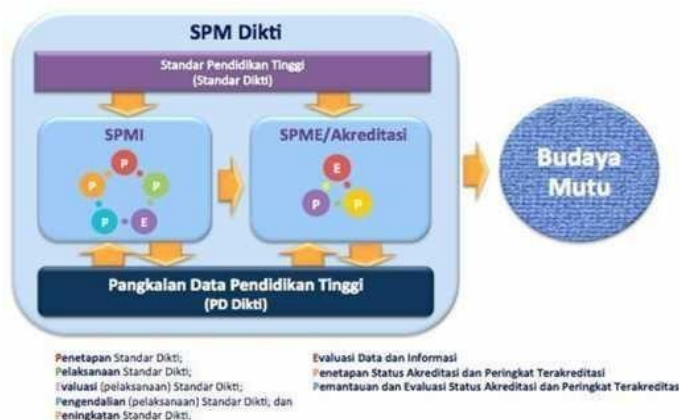 SPM Dikti
Standar Pendidikan Tinggi
(Standar Dikti)
SPMI
P
P
P
P
E
SPME/Akreditasi
E
P
P
Budaya
Mutu
Pangkalan Data Pendidikan Tinggi
(PD Dikti)
Penetapan Standar Dikti;
Pelaksanaan Standar Dikti;
Evaluasi (pelaksanaan) Standar Dikti;
Pengendalian (pelaksanaan) Standar Dikti; dan
Peningkatan Standar Dikti.
Evaluasi Data dan Informasi
Penetapan Status Akreditasi dan Peringkat Terakreditasi
Pemantauan dan Evaluasi Status Akreditasi dan Peringkat Terakreditas